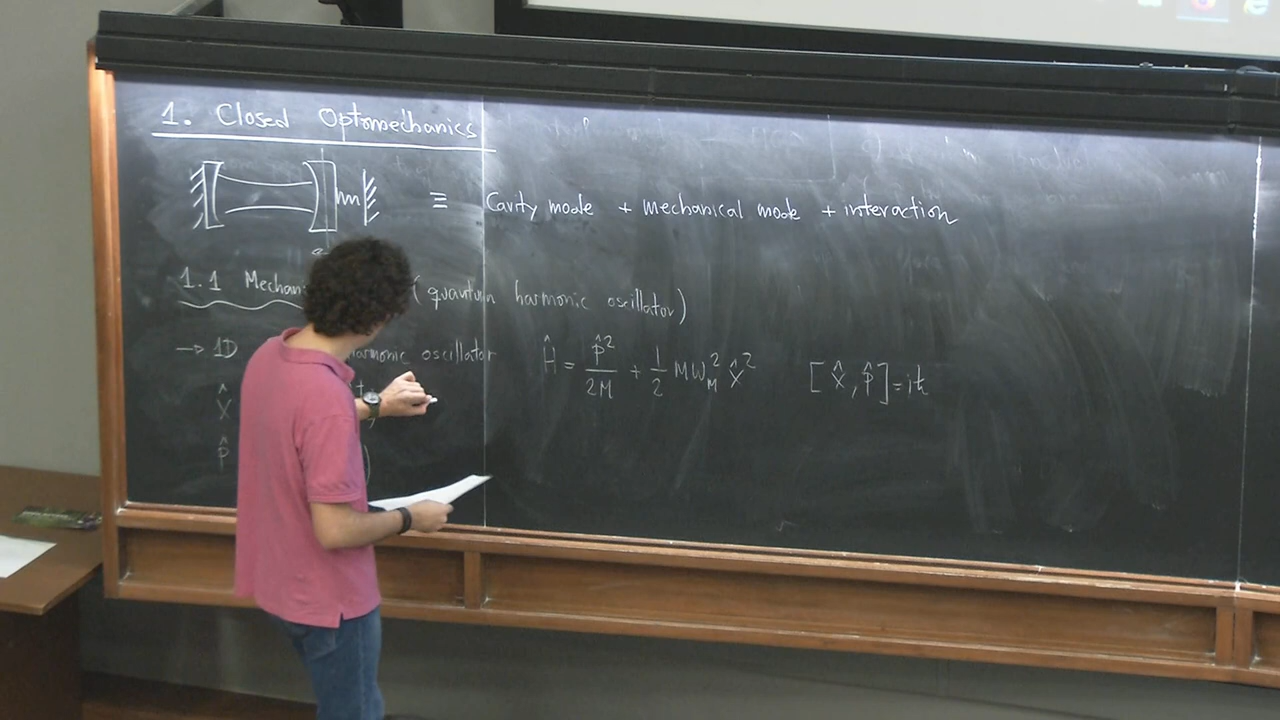 1. Closed Optomechanics
≡ Cavity mode + mechanical mode + interaction
1.1 (quantum harmonic oscillator)
→ 1D harmonic oscillator Ĥ = P̂²/2M + 1/2 M ω_M² X̂² [X̂, P̂] = iħ
X̂
P̂